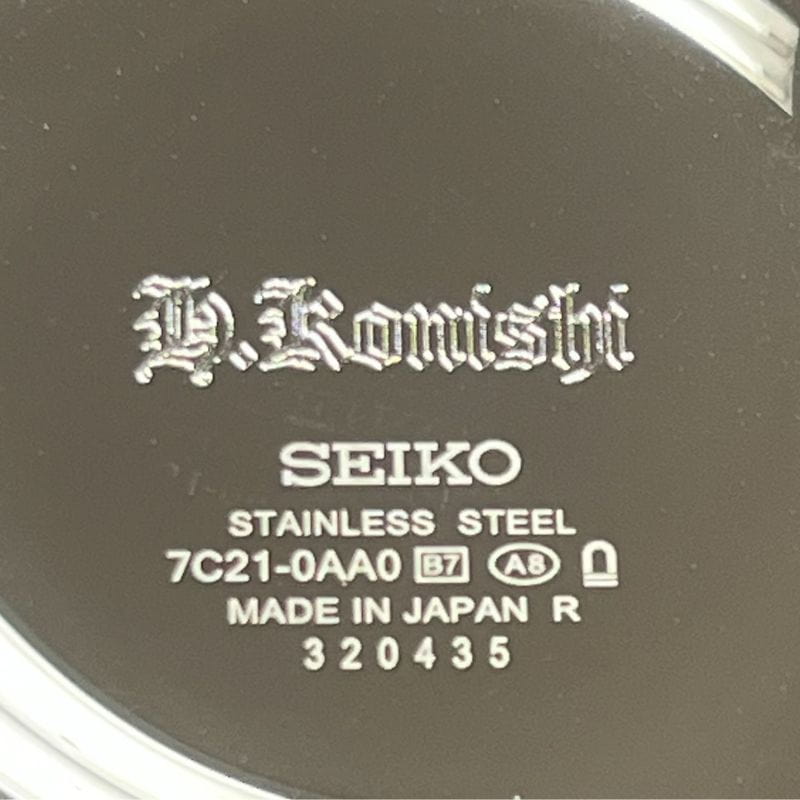 H.Konishi
SEIKO
STAINLESS STEEL
7C21-0AA0 B7 A8
MADE IN JAPAN R
320435